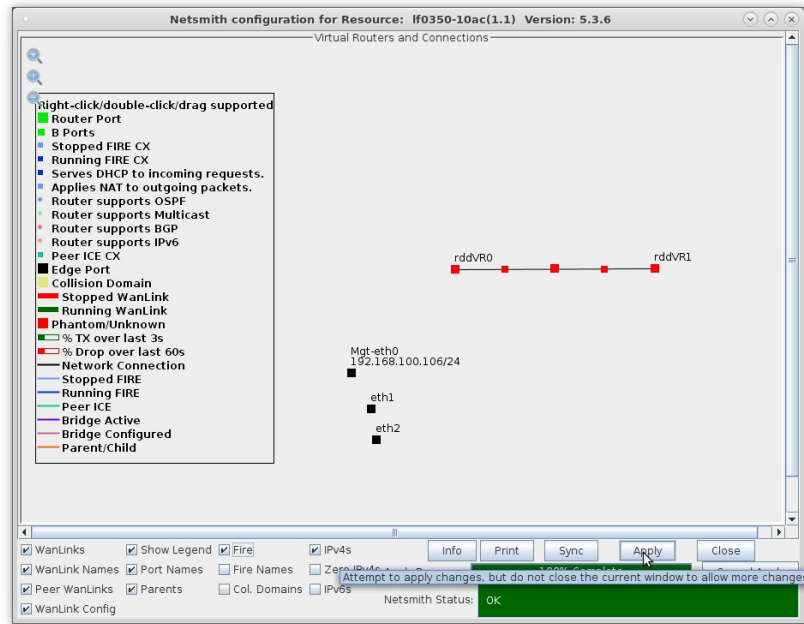 Netsmith configuration for Resource:  lf0350-10ac(1.1)  Version: 5.3.6
Virtual Routers and Connections
Right-click/double-click/drag supported
Router Port
B Ports
Stopped FIRE CX
Running FIRE CX
Serves DHCP to incoming requests.
Applies NAT to outgoing packets.
Router supports OSPF
Router supports Multicast
Router supports BGP
Router supports IPv6
Peer ICE CX
Edge Port
Collision Domain
Stopped WanLink
Running WanLink
Phantom/Unknown
% TX over last 3s
% Drop over last 60s
Network Connection
Stopped FIRE
Running FIRE
Peer ICE
Bridge Active
Bridge Configured
Parent/Child
rddVR0
rddVR1
Mgt-eth0
192.168.100.106/24
eth1
eth2
WanLinks Show Legend Fire IPv4s Info Print Sync Apply Close
WanLink Names Port Names Fire Names
Attempt to apply changes, but do not close the current window to allow more changes
Peer WanLinks Parents Col. Domains IPv6s
Netsmith Status: OK
WanLink Config